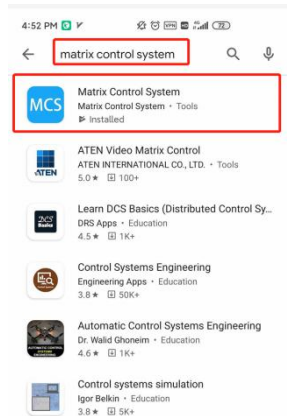 4:52 PM
72
matrix control system
MCS
Matrix Control System
Matrix Control System • Tools
Installed
ATEN
ATEN Video Matrix Control
ATEN INTERNATIONAL CO., LTD. • Tools
5.0 ★ 100+
DCS
Basics
Learn DCS Basics (Distributed Control Sy...
DRS Apps • Education
4.5 ★ 1K+
Control Systems Engineering
Engineering Apps • Education
3.8 ★ 50K+
Automatic Control Systems Engineering
Dr. Walid Ghoneim • Education
4.6 ★ 1K+
Control systems simulation
Igor Belkin • Education
3.8 ★ 5K+